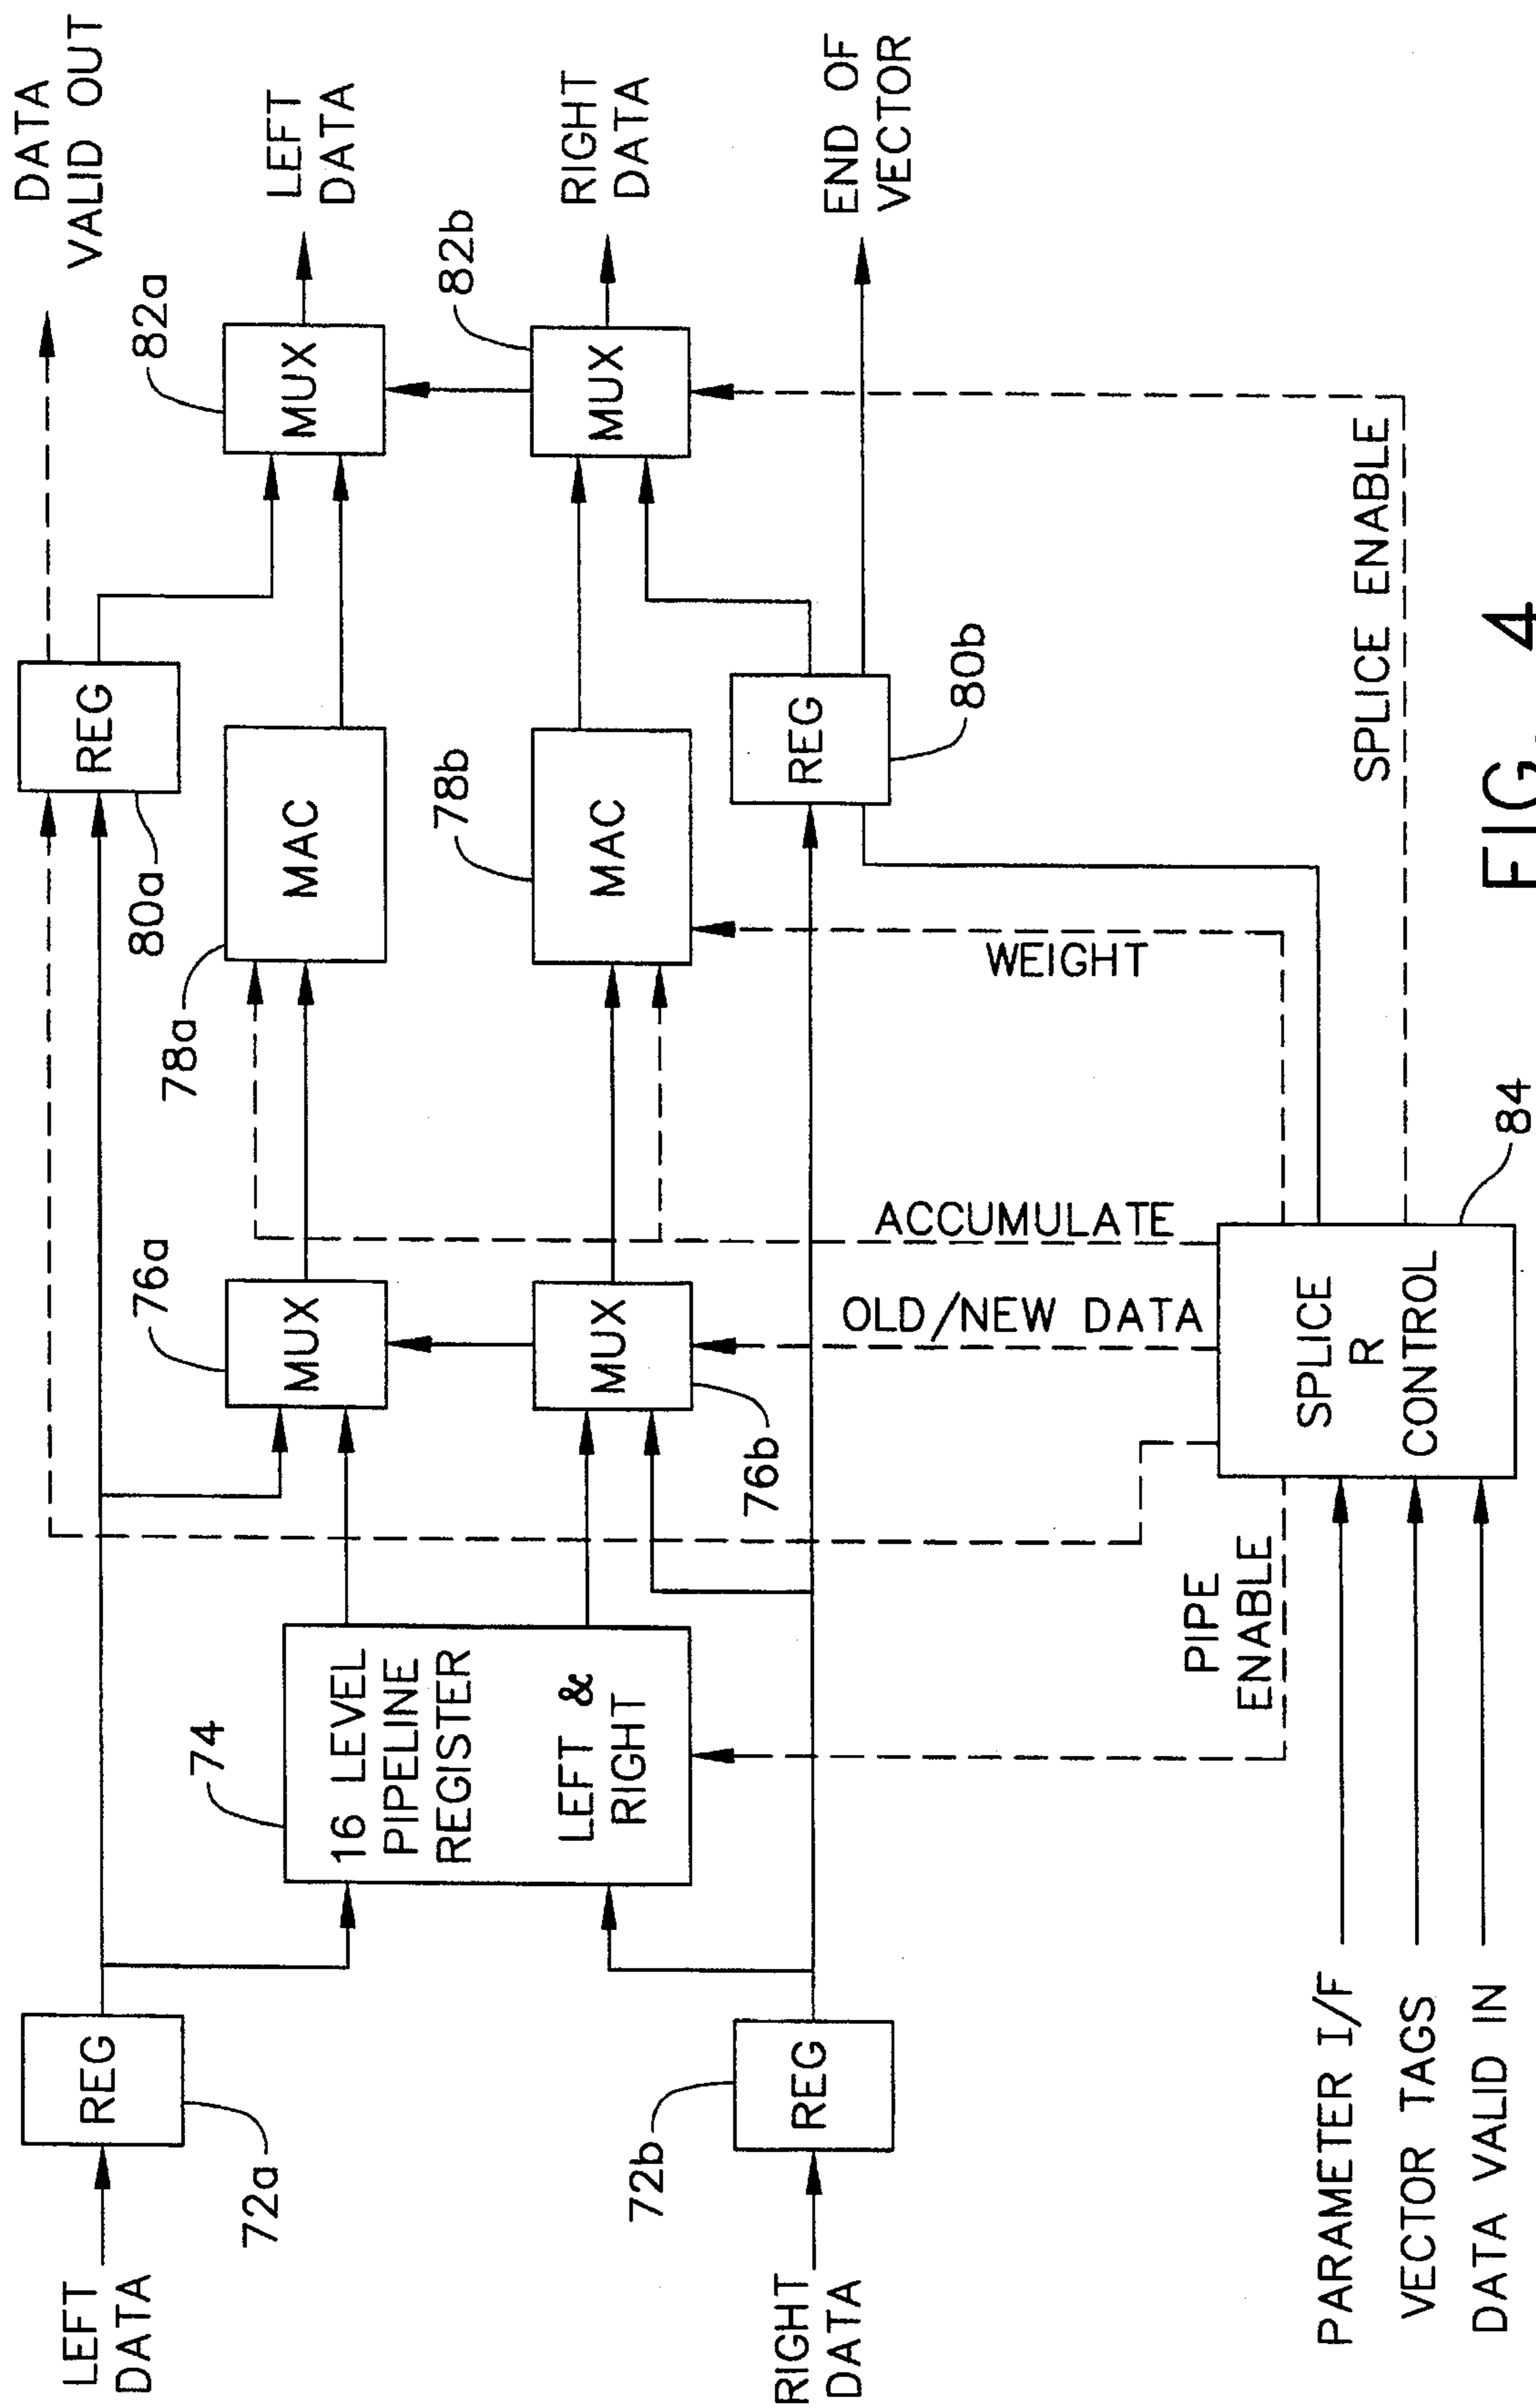 LEFT
DATA
72a
REG
RIGHT
DATA
72b
REG
74
16 LEVEL
PIPELINE
REGISTER
LEFT &
RIGHT
76a
MUX
76b
MUX
78a
MAC
78b
MAC
80a
REG
80b
REG
82a
MUX
82b
MUX
DATA
VALID OUT
LEFT
DATA
RIGHT
DATA
END OF
VECTOR
PIPE
ENABLE
OLD/NEW DATA
ACCUMULATE
WEIGHT
SPLICE ENABLE
PARAMETER I/F
VECTOR TAGS
DATA VALID IN
SPLICE
R
CONTROL
84
FIG. 4